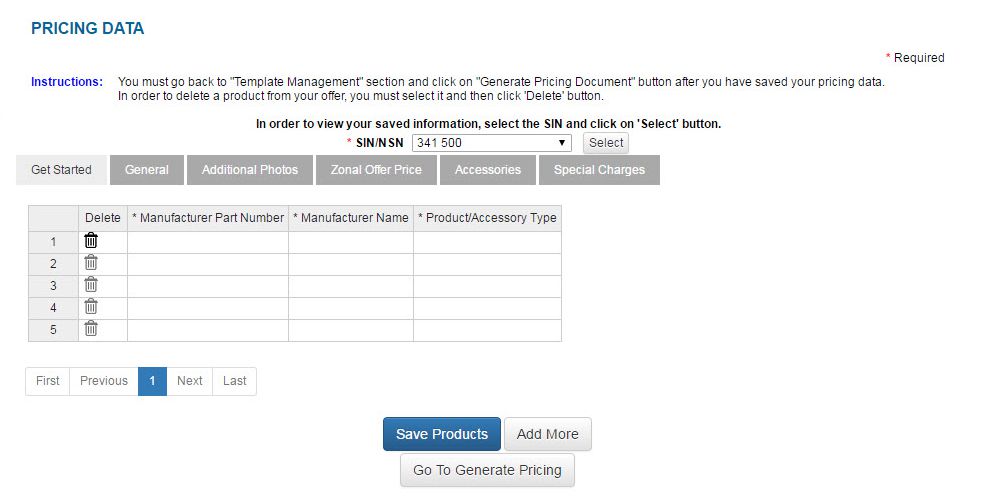 PRICING DATA
* Required
Instructions: You must go back to "Template Management" section and click on "Generate Pricing Document" button after you have saved your pricing data.
In order to delete a product from your offer, you must select it and then click 'Delete' button.
In order to view your saved information, select the SIN and click on 'Select' button.
* SIN/NSN 341 500 Select
Get Started General Additional Photos Zonal Offer Price Accessories Special Charges
Delete * Manufacturer Part Number * Manufacturer Name * Product/Accessory Type
1
2
3
4
5
First Previous 1 Next Last
Save Products Add More
Go To Generate Pricing